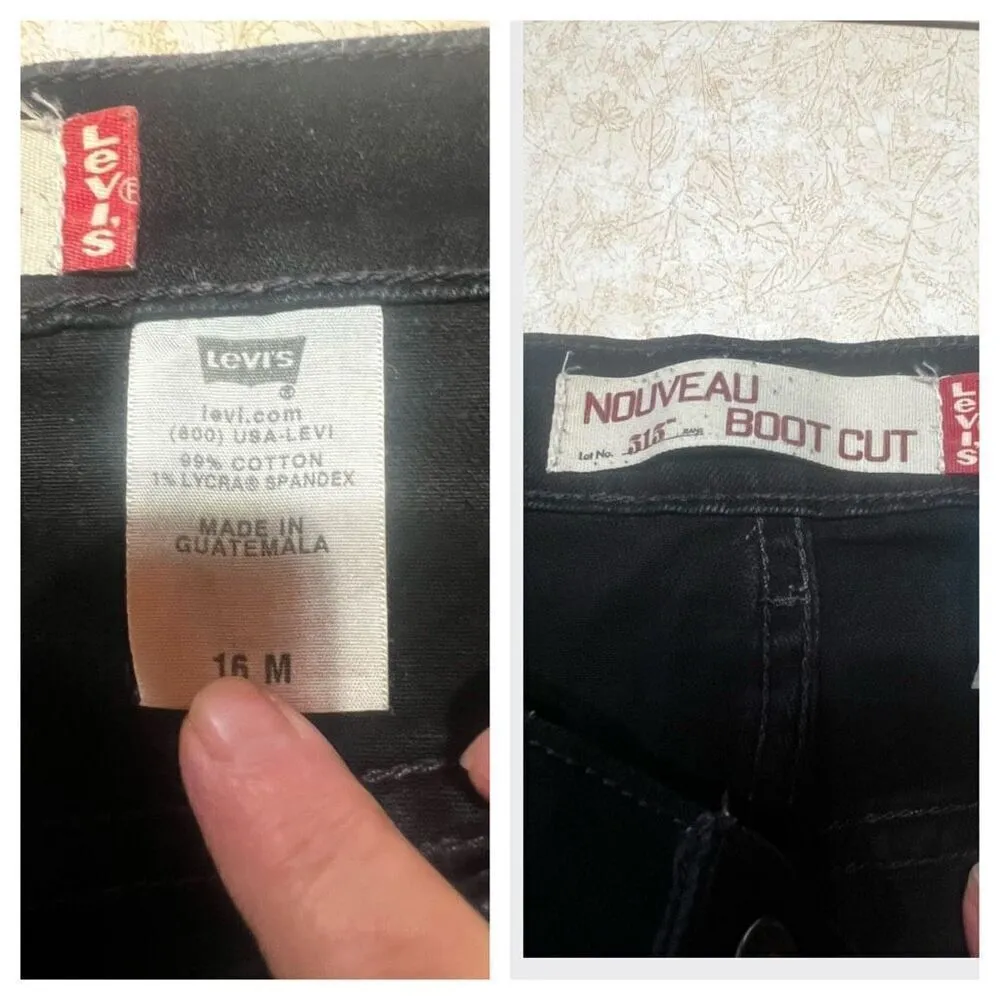 Levi's®
LEVI'S
®
levi.com
(800) USA-LEVI
99% COTTON
1% LYCRA® SPANDEX
MADE IN
GUATEMALA
16 M
NOUVEAU
BOOT CUT
Lot No. 515™ JEANS
Levi's